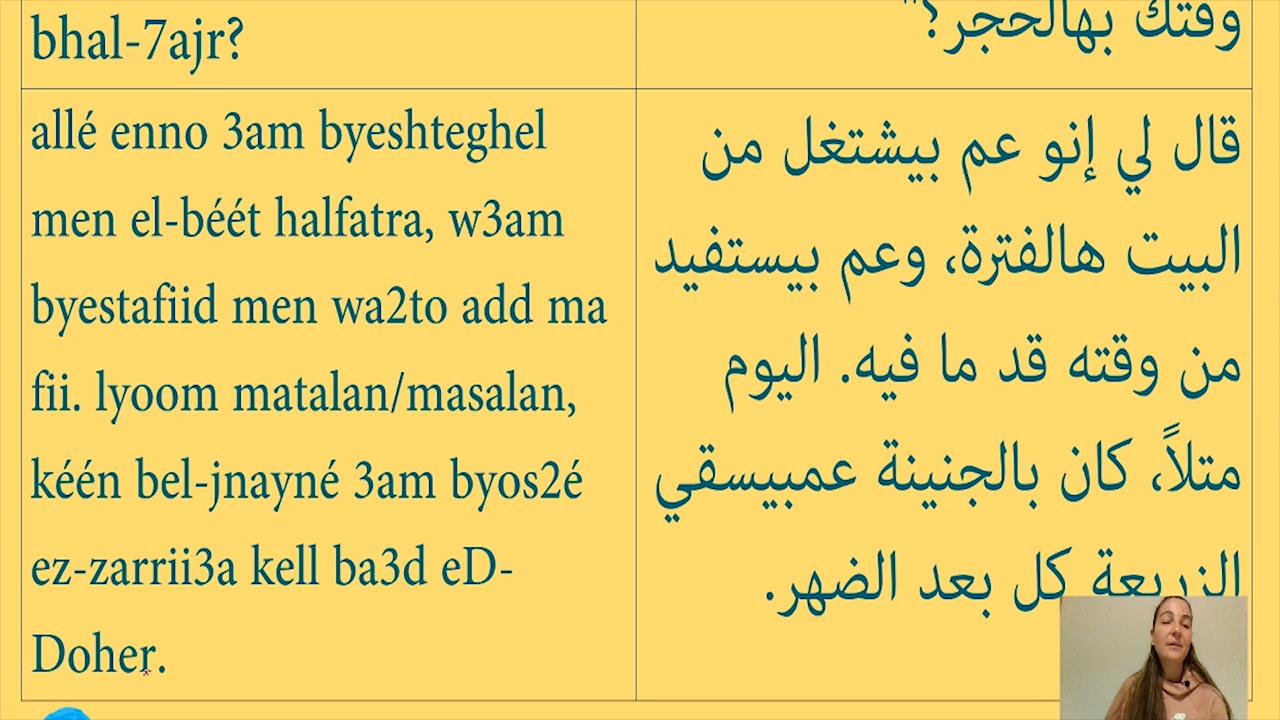 bhal-7ajr?
وقتك بهالحجر؟"
allé enno 3am byeshteghel
men el-béét halfatra, w3am
byestafiid men wa2to add ma
fii. lyoom matalan/masalan,
kéén bel-jnayné 3am byos2é
ez-zarrii3a kell ba3d eD-
Doher.
قال لي إنو عم بيشتغل من
البيت هالفترة، وعم بيستفيد
من وقته قد ما فيه. اليوم
متلاً، كان بالجنينة عمبيسقي
الزريعة كل بعد الضهر.